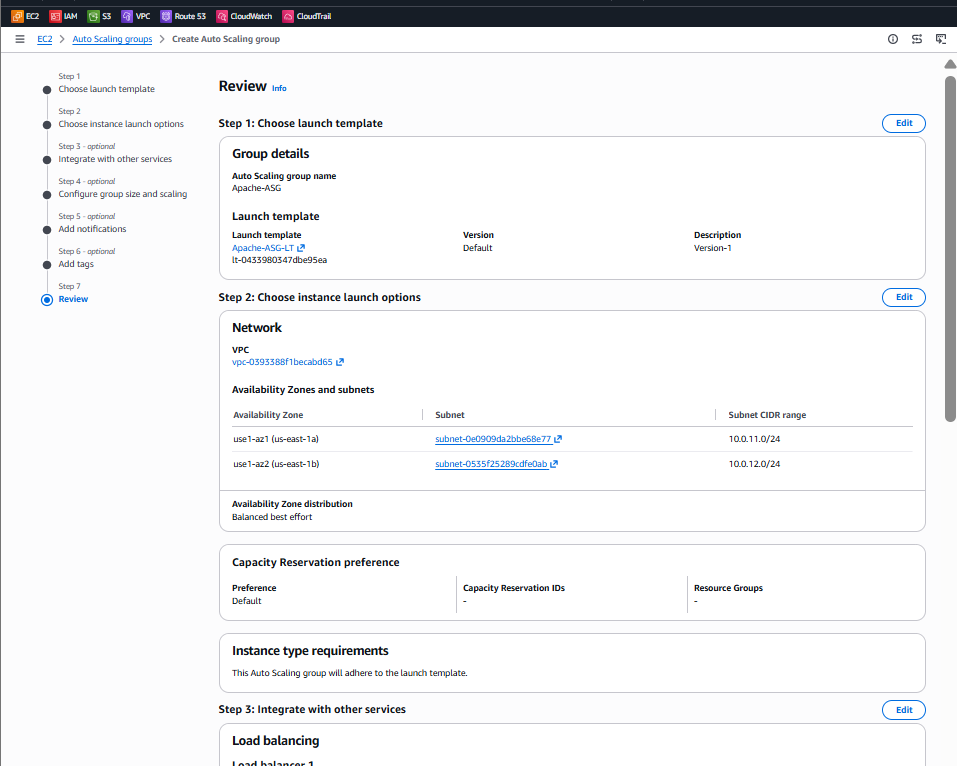 EC2 IAM S3 VPC Route 53 CloudWatch CloudTrail
EC2 > Auto Scaling groups > Create Auto Scaling group
Step 1
Choose launch template
Step 2
Choose instance launch options
Step 3 - optional
Integrate with other services
Step 4 - optional
Configure group size and scaling
Step 5 - optional
Add notifications
Step 6 - optional
Add tags
Step 7
Review
Review Info
Step 1: Choose launch template Edit
Group details
Auto Scaling group name
Apache-ASG
Launch template
Launch template Version Description
Apache-ASG-LT Default Version-1
lt-0433980347dbe95ea
Step 2: Choose instance launch options Edit
Network
VPC
vpc-0393388f1becabd65
Availability Zones and subnets
Availability Zone Subnet Subnet CIDR range
use1-az1 (us-east-1a) subnet-0e0909da2bbe68e77 10.0.11.0/24
use1-az2 (us-east-1b) subnet-0535f25289cdfe0ab 10.0.12.0/24
Availability Zone distribution
Balanced best effort
Capacity Reservation preference
Preference Capacity Reservation IDs Resource Groups
Default - -
Instance type requirements
This Auto Scaling group will adhere to the launch template.
Step 3: Integrate with other services Edit
Load balancing
Load balancer 1